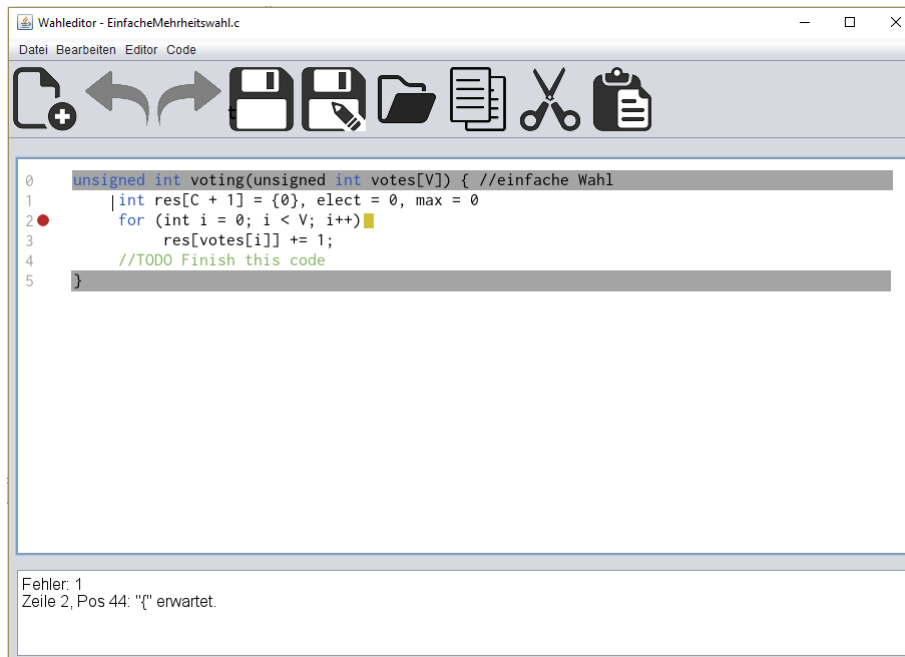 Wahleditor - EinfacheMehrheitswahl.c
Datei Bearbeiten Editor Code
0 unsigned int voting(unsigned int votes[V]) { //einfache Wahl
1 int res[C + 1] = {0}, elect = 0, max = 0
2 for (int i = 0; i < V; i++)
3 res[votes[i]] += 1;
4 //TODO Finish this code
5 }
Fehler: 1
Zeile 2, Pos 44: "{" erwartet.